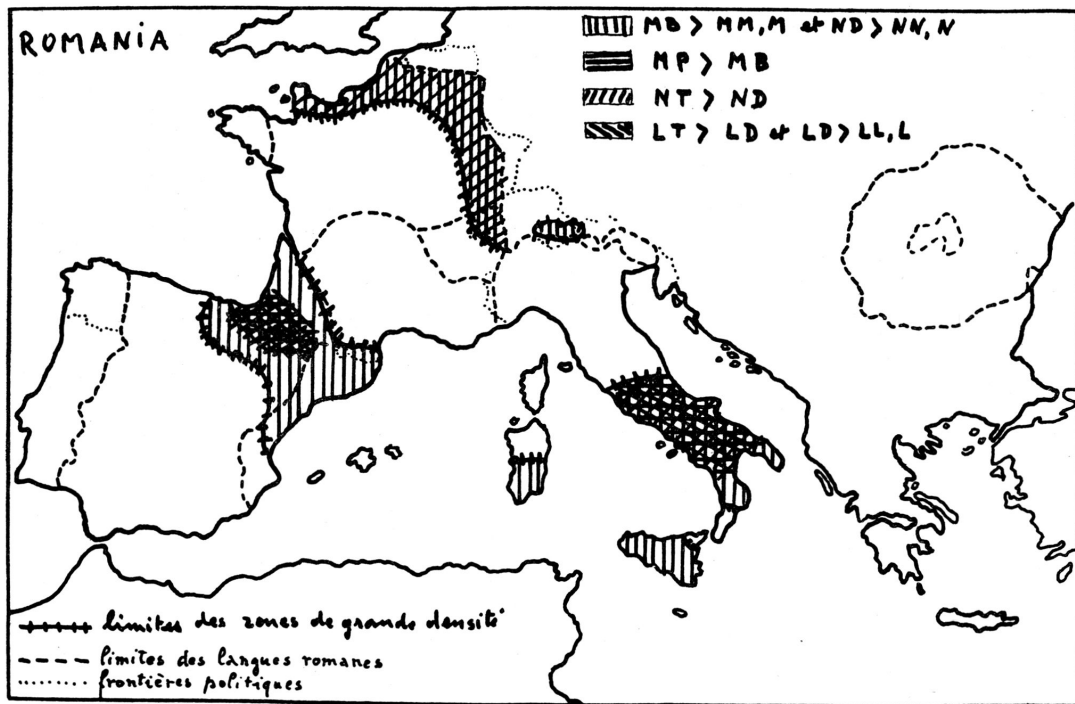 ROMANIA
MB > MM, M et ND > NN, N
MP > MB
NT > ND
LT > LD et LD > LL, L
limites des zones de grande densité
limites des langues romanes
frontières politiques